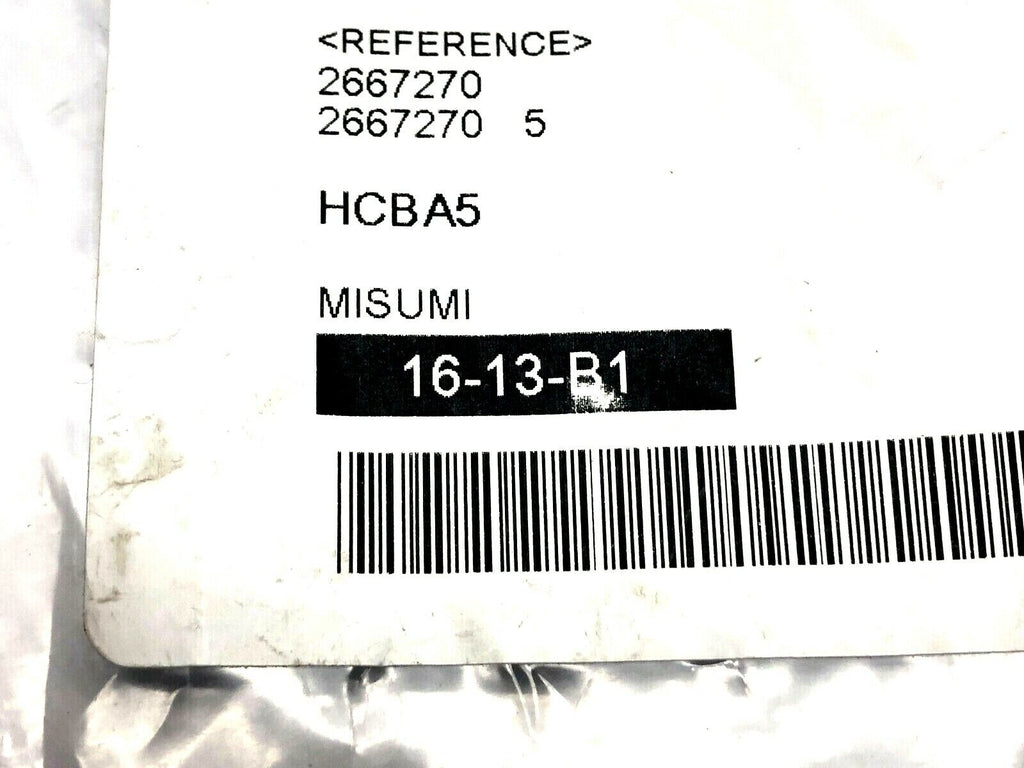 <REFERENCE>
2667270
2667270 5
HCBA5
MISUMI
16-13-B1